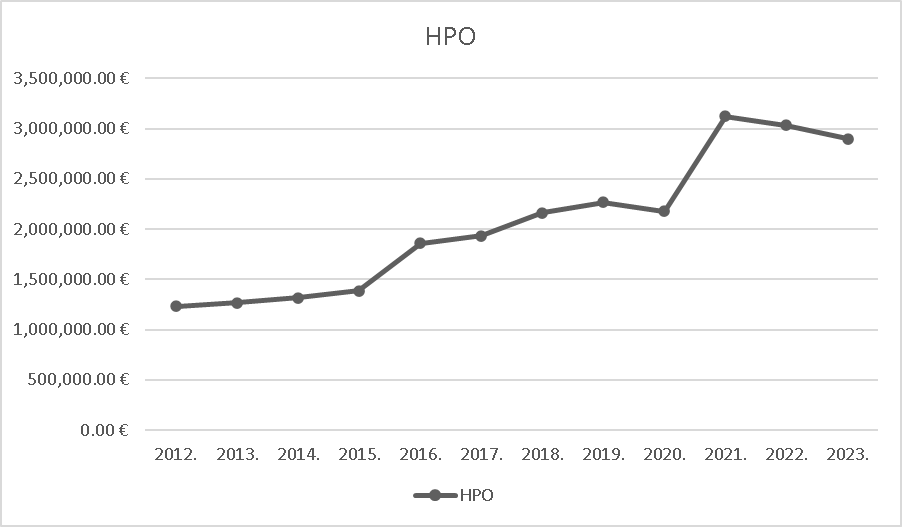 HPO
3,500,000.00 €
3,000,000.00 €
2,500,000.00 €
2,000,000.00 €
1,500,000.00 €
1,000,000.00 €
500,000.00 €
0.00 €
2012. 2013. 2014. 2015. 2016. 2017. 2018. 2019. 2020. 2021. 2022. 2023.
HPO